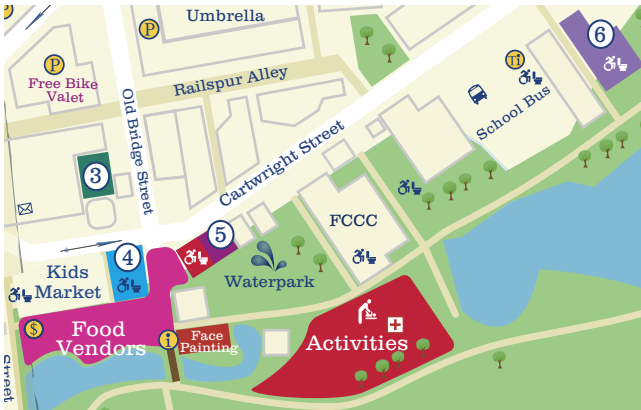 P
P
Umbrella
6
Free Bike
Valet
Railspur Alley
Ti
School Bus
Old Bridge Street
Cartwright Street
3
FCCC
5
4
Kids
Market
Waterpark
$
Food
Vendors
i
Face
Painting
Activities
Street